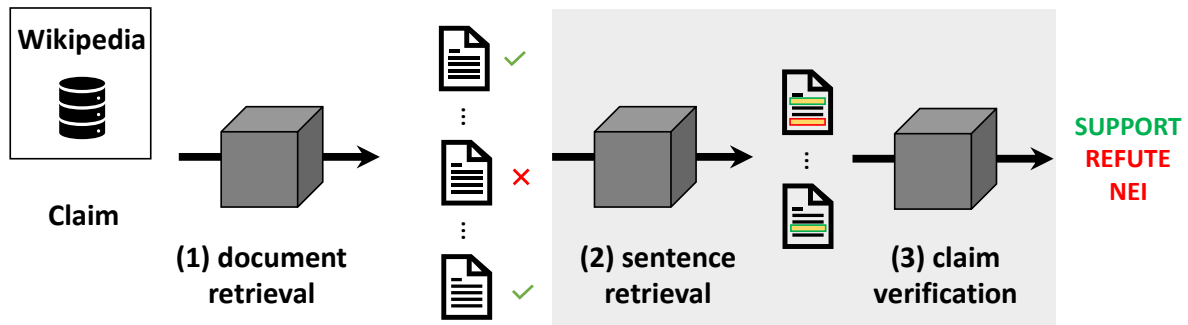 Wikipedia
Claim
(1) document
retrieval
(2) sentence
retrieval
(3) claim
verification
SUPPORT
REFUTE
NEI